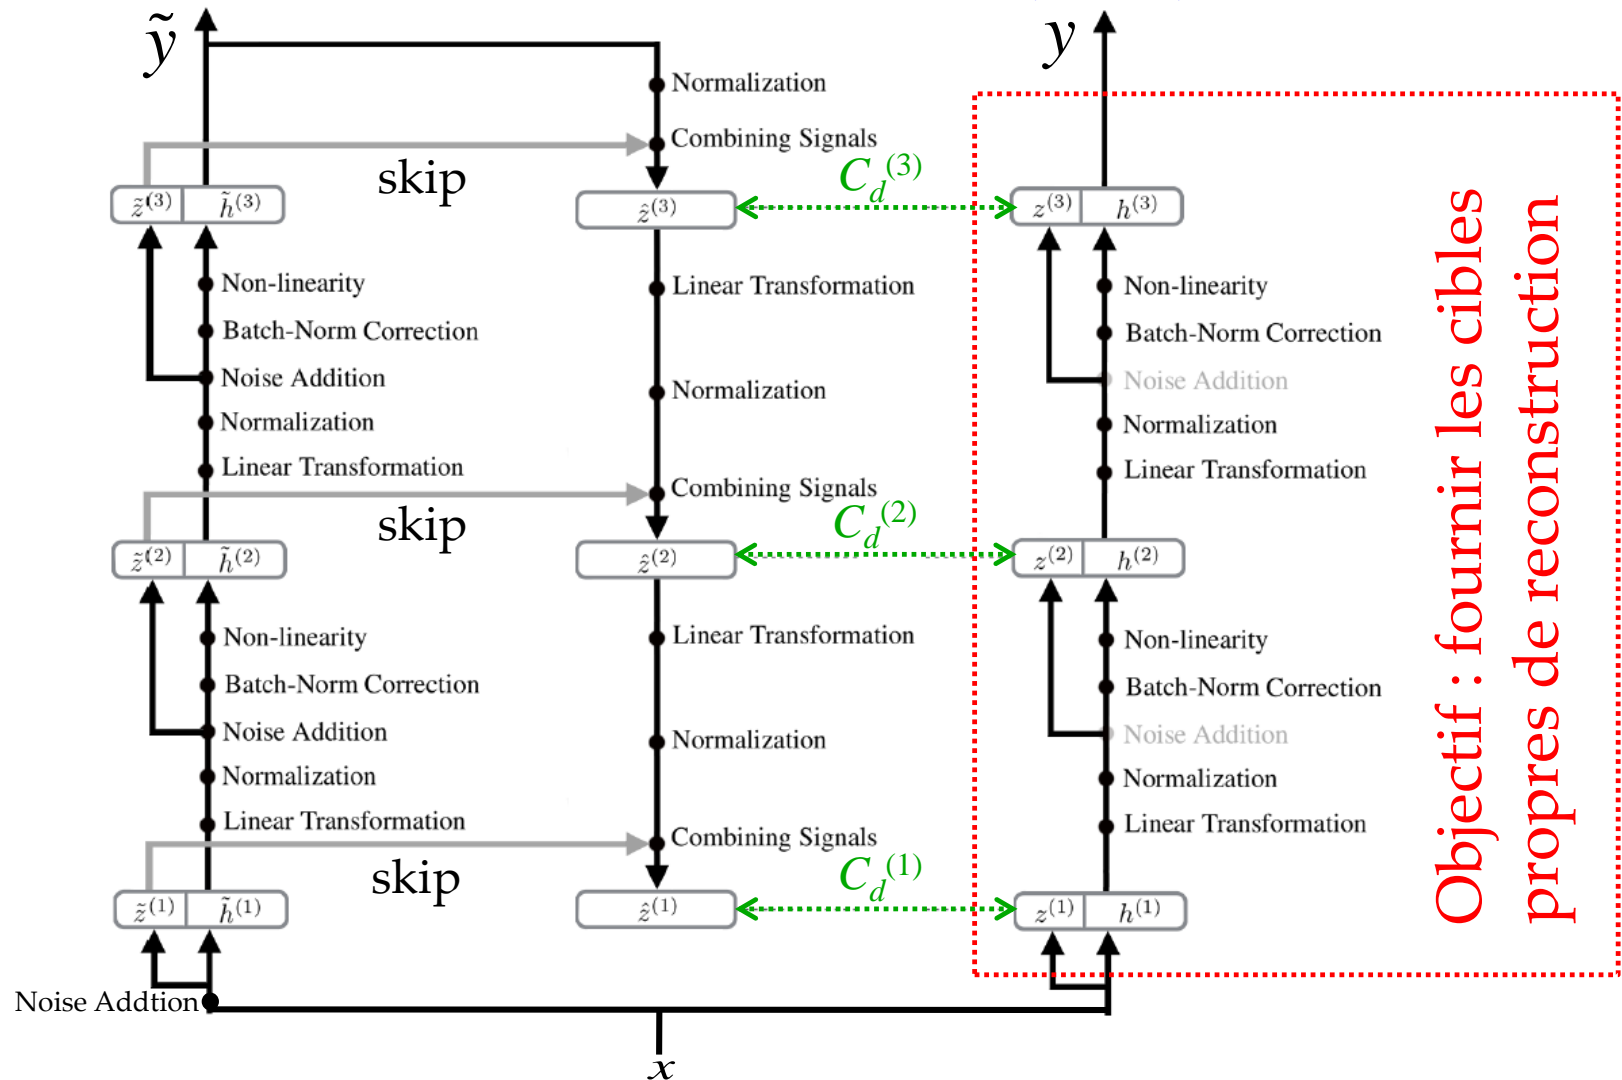 ỹ
Normalization
Combining Signals
skip
z̃⁽³⁾ h̃⁽³⁾
ẑ⁽³⁾
Non-linearity
Batch-Norm Correction
Noise Addition
Normalization
Linear Transformation
Linear Transformation
Normalization
Combining Signals
skip
z̃⁽²⁾ h̃⁽²⁾
ẑ⁽²⁾
Non-linearity
Batch-Norm Correction
Noise Addition
Normalization
Linear Transformation
Linear Transformation
Normalization
Combining Signals
skip
z̃⁽¹⁾ h̃⁽¹⁾
ẑ⁽¹⁾
Noise Addtion
x
C_d⁽³⁾
C_d⁽²⁾
C_d⁽¹⁾
y
z⁽³⁾ h⁽³⁾
Non-linearity
Batch-Norm Correction
Noise Addition
Normalization
Linear Transformation
z⁽²⁾ h⁽²⁾
Non-linearity
Batch-Norm Correction
Noise Addition
Normalization
Linear Transformation
z⁽¹⁾ h⁽¹⁾
Objectif : fournir les cibles
propres de reconstruction